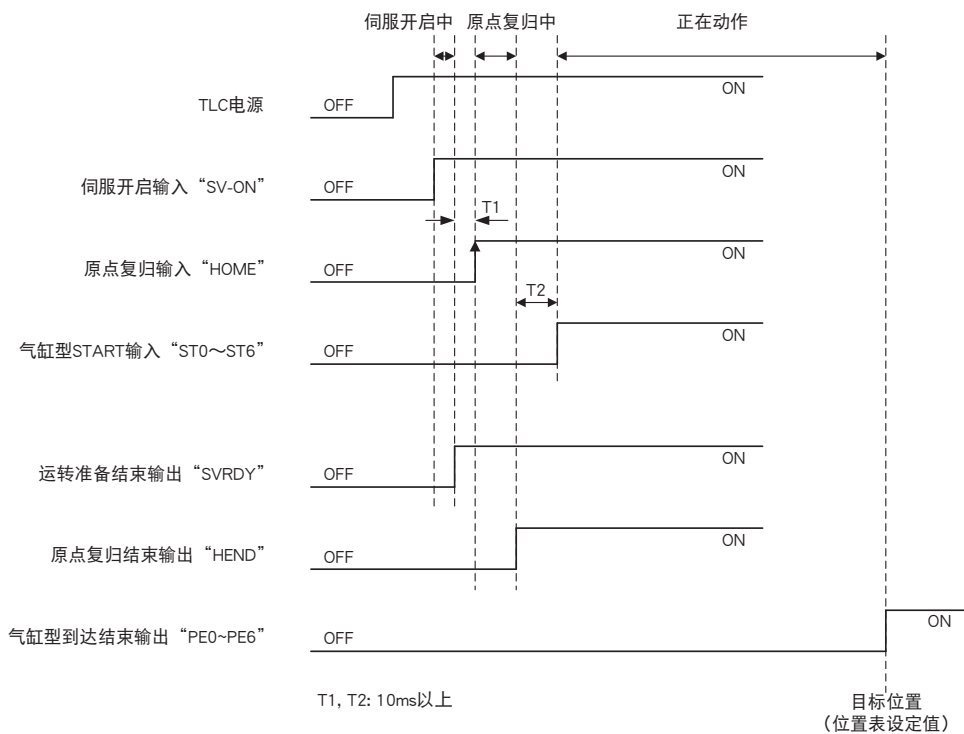 伺服开启中 原点复归中 正在动作
TLC电源 OFF ON
伺服开启输入“SV-ON” OFF ON
T1
原点复归输入“HOME” OFF ON
T2
气缸型START输入“ST0～ST6” OFF ON
运转准备结束输出“SVRDY” OFF ON
原点复归结束输出“HEND” OFF ON
气缸型到达结束输出“PE0~PE6” OFF ON
T1, T2: 10ms以上
目标位置
（位置表设定值）